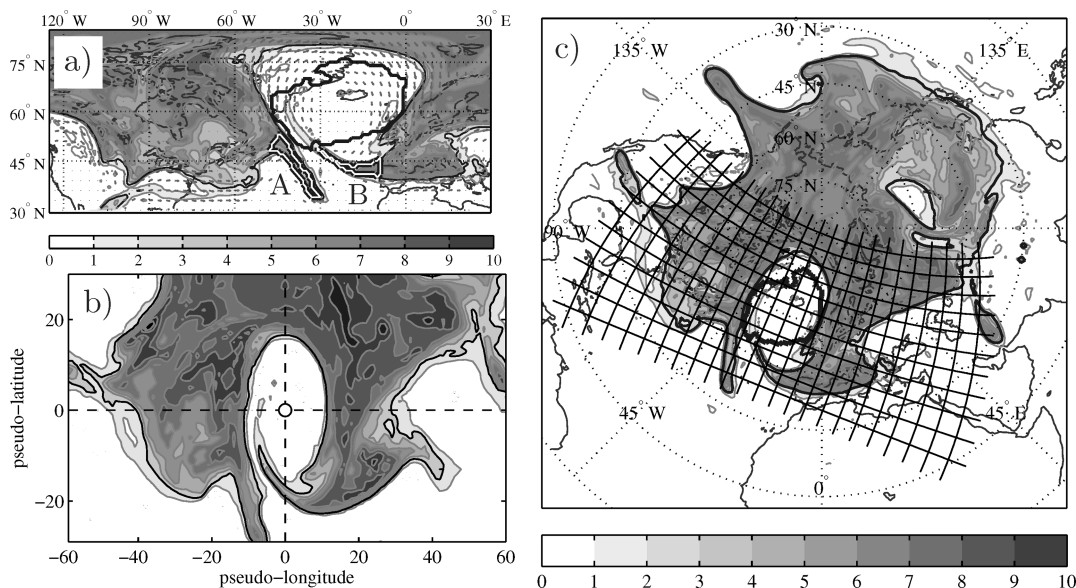 120° W 90° W 60° W 30° W 0° 30° E
a)
75° N
60° N
45° N
30° N
A
B
0 1 2 3 4 5 6 7 8 9 10
b)
20
0
−20
pseudo−latitude
−60 −40 −20 0 20 40 60
pseudo−longitude
c)
30° N
135° W
135° E
45° N
60° N
75° N
90° W
45° W
45° E
0°
0 1 2 3 4 5 6 7 8 9 10